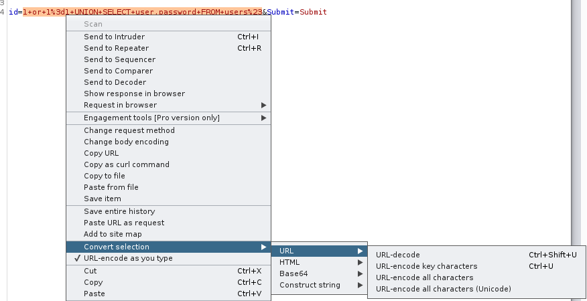 3
4 id=1+or+1%3d1+UNION+SELECT+user,password+FROM+users%23&Submit=Submit
Scan
Send to Intruder Ctrl+I
Send to Repeater Ctrl+R
Send to Sequencer
Send to Comparer
Send to Decoder
Show response in browser
Request in browser
Engagement tools [Pro version only]
Change request method
Change body encoding
Copy URL
Copy as curl command
Copy to file
Paste from file
Save item
Save entire history
Paste URL as request
Add to site map
Convert selection
URL-encode as you type
Cut Ctrl+X
Copy Ctrl+C
Paste Ctrl+V
URL
HTML
Base64
Construct string
URL-decode Ctrl+Shift+U
URL-encode key characters Ctrl+U
URL-encode all characters
URL-encode all characters (Unicode)